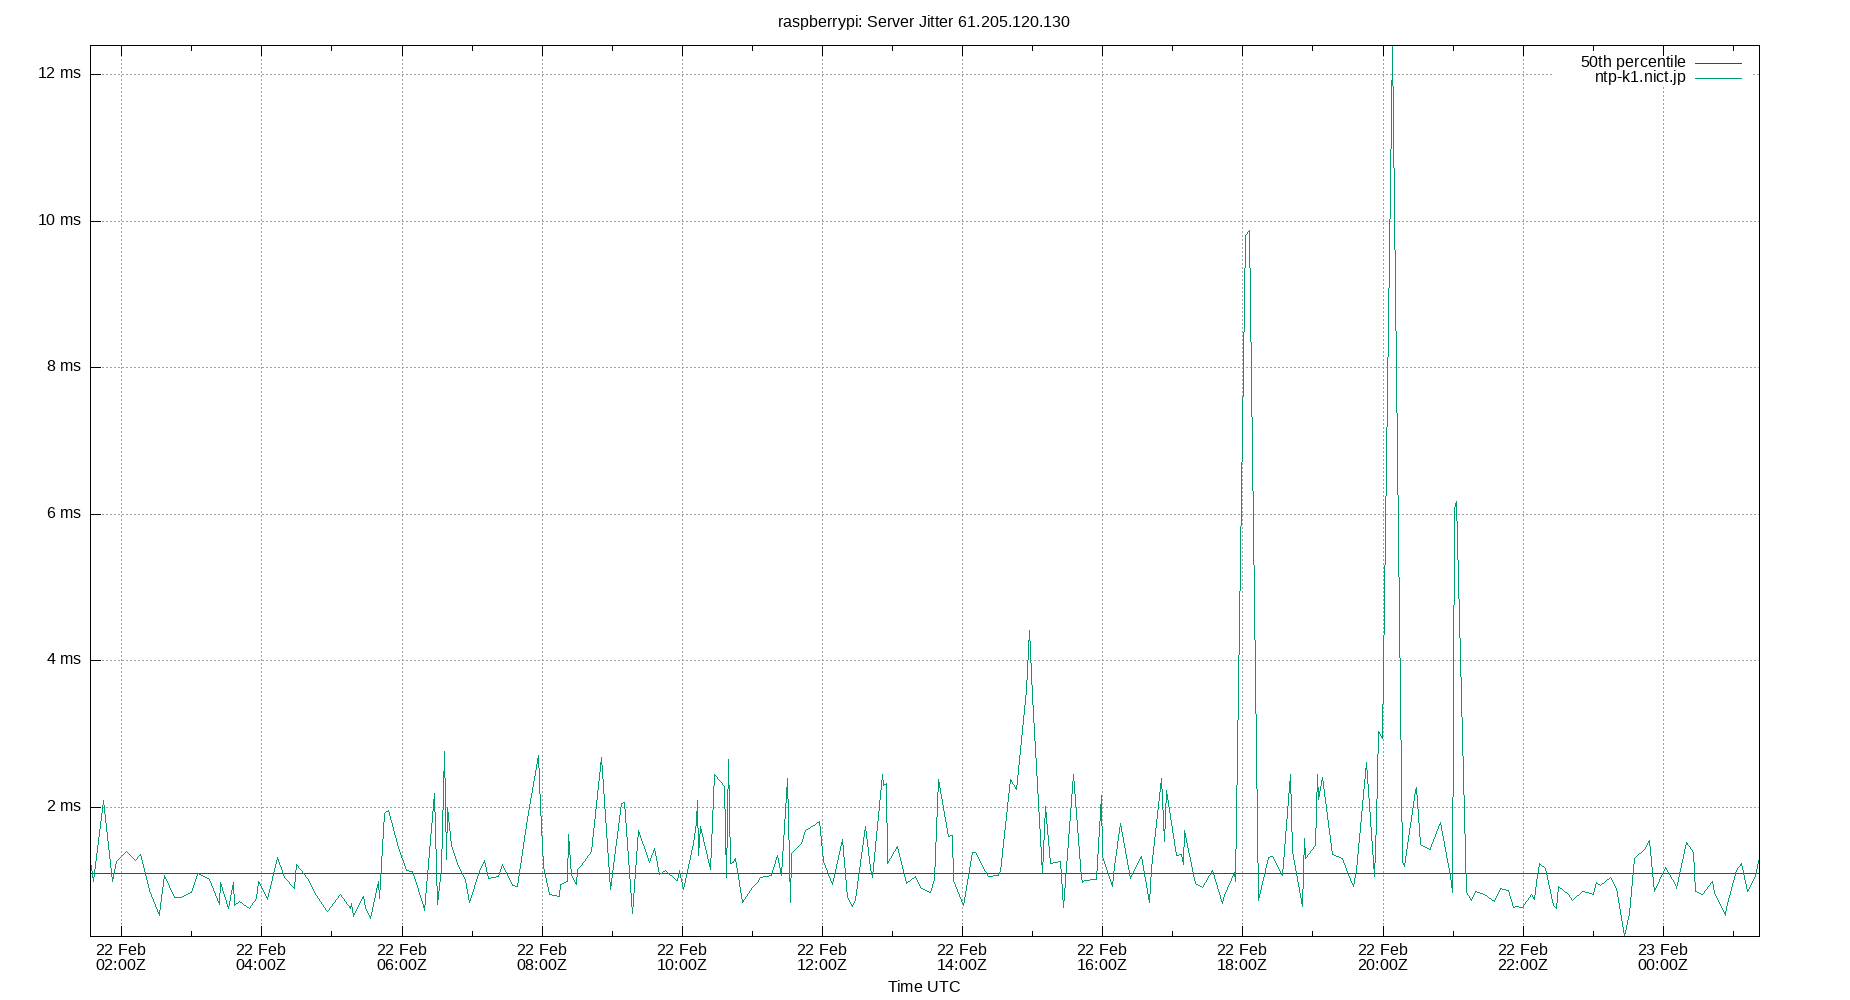 raspberrypi: Server Jitter 61.205.120.130
50th percentile
ntp-k1.nict.jp
12 ms
10 ms
8 ms
6 ms
4 ms
2 ms
22 Feb 22 Feb 22 Feb 22 Feb 22 Feb 22 Feb 22 Feb 22 Feb 22 Feb 22 Feb 22 Feb 23 Feb
02:00Z 04:00Z 06:00Z 08:00Z 10:00Z 12:00Z 14:00Z 16:00Z 18:00Z 20:00Z 22:00Z 00:00Z
Time UTC